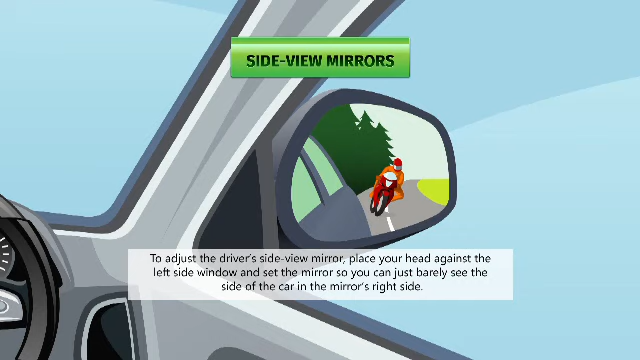 SIDE-VIEW MIRRORS
To adjust the driver's side-view mirror, place your head against the
left side window and set the mirror so you can just barely see the
side of the car in the mirror's right side.